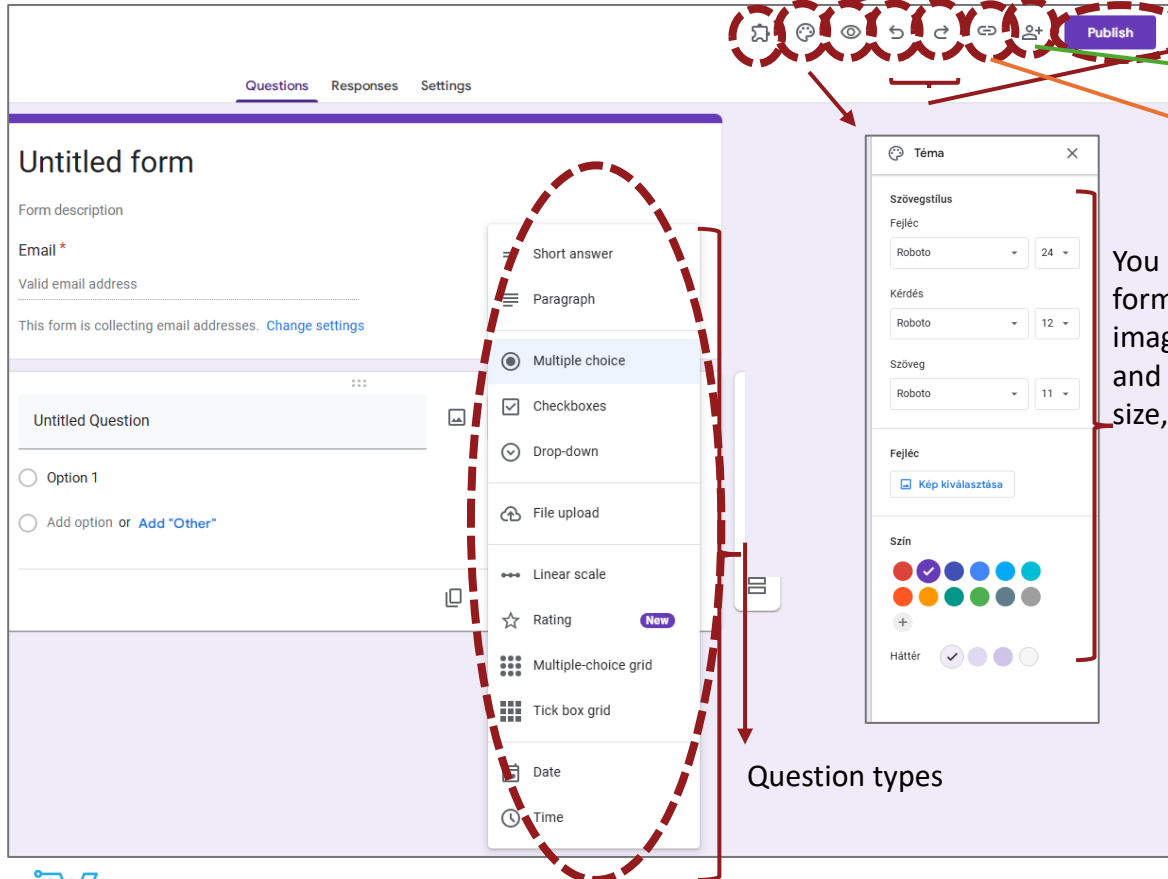 Publish
Questions Responses Settings
Untitled form
Form description
Email *
Valid email address
This form is collecting email addresses. Change settings
Untitled Question
Option 1
Add option or Add "Other"
Short answer
Paragraph
Multiple choice
Checkboxes
Drop-down
File upload
Linear scale
Rating New
Multiple-choice grid
Tick box grid
Date
Time
Question types
Téma
Szövegstílus
Fejléc
Roboto 24
Kérdés
Roboto 12
Szöveg
Roboto 11
Fejléc
Kép kiválasztása
Szín
Háttér
You
form
imag
and
size,